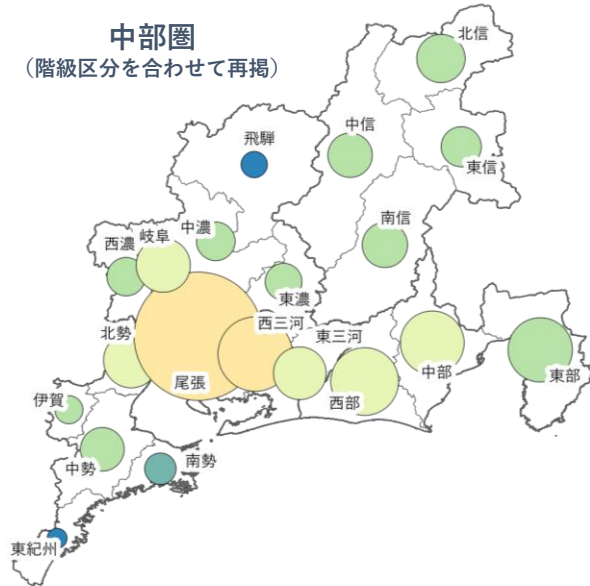 中部圏
（階級区分を合わせて再掲）
北信
中信
飛騨
東信
南信
中濃
岐阜
西濃
東濃
北勢
西三河
東三河
中部
尾張
西部
東部
伊賀
中勢
南勢
東紀州